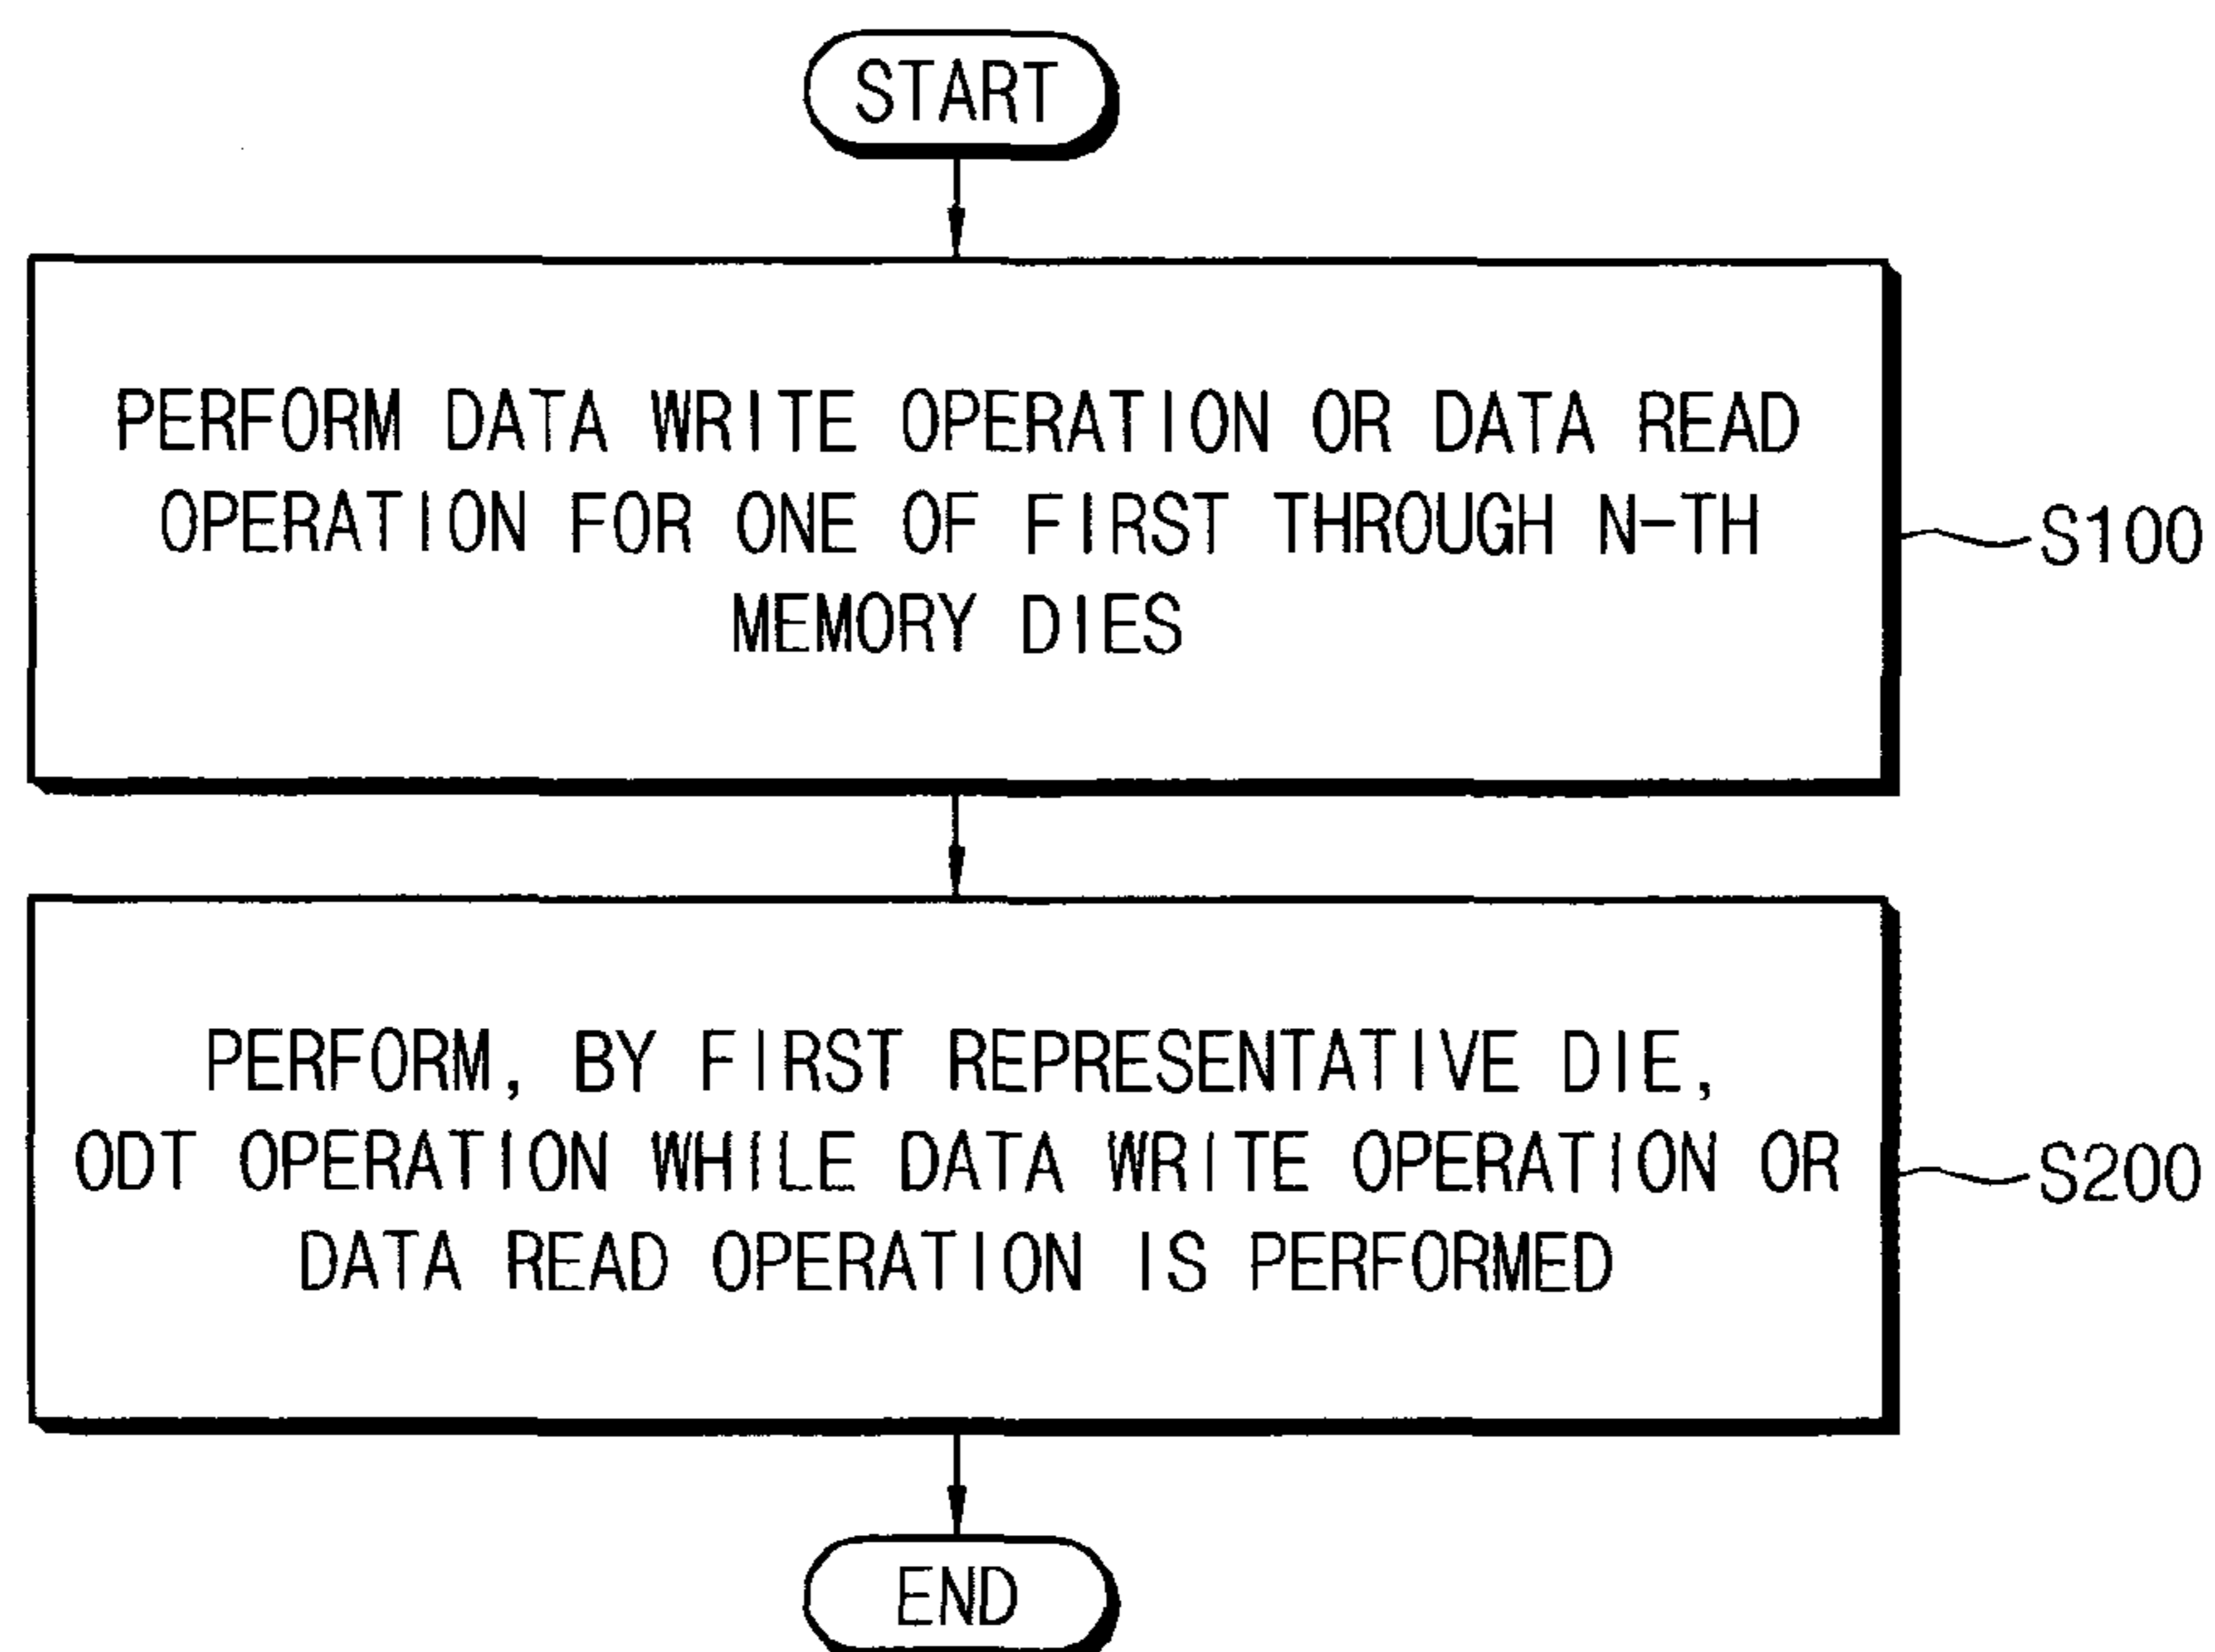 START
PERFORM DATA WRITE OPERATION OR DATA READ
OPERATION FOR ONE OF FIRST THROUGH N-TH
MEMORY DIES
S100
PERFORM, BY FIRST REPRESENTATIVE DIE,
ODT OPERATION WHILE DATA WRITE OPERATION OR
DATA READ OPERATION IS PERFORMED
S200
END